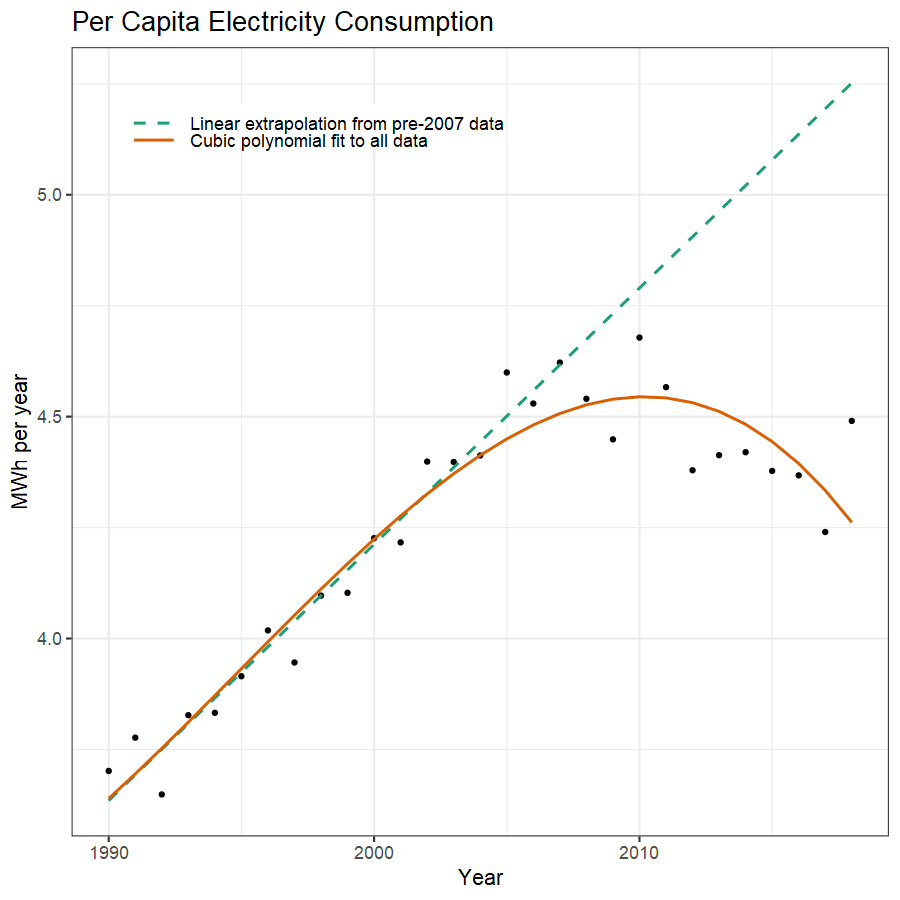 Per Capita Electricity Consumption
Linear extrapolation from pre-2007 data
Cubic polynomial fit to all data
MWh per year
5.0
4.5
4.0
1990
2000
2010
Year